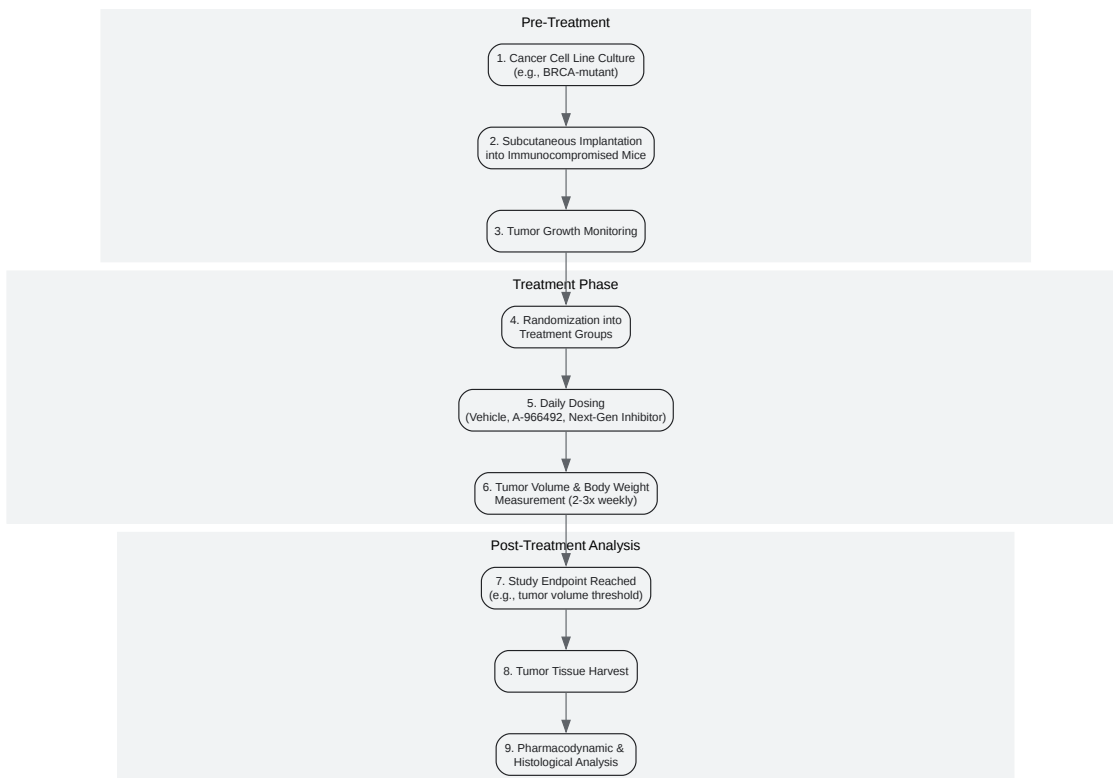 Pre-Treatment
1. Cancer Cell Line Culture
(e.g., BRCA-mutant)
2. Subcutaneous Implantation
into Immunocompromised Mice
3. Tumor Growth Monitoring
Treatment Phase
4. Randomization into
Treatment Groups
5. Daily Dosing
(Vehicle, A-966492, Next-Gen Inhibitor)
6. Tumor Volume & Body Weight
Measurement (2-3x weekly)
Post-Treatment Analysis
7. Study Endpoint Reached
(e.g., tumor volume threshold)
8. Tumor Tissue Harvest
9. Pharmacodynamic &
Histological Analysis